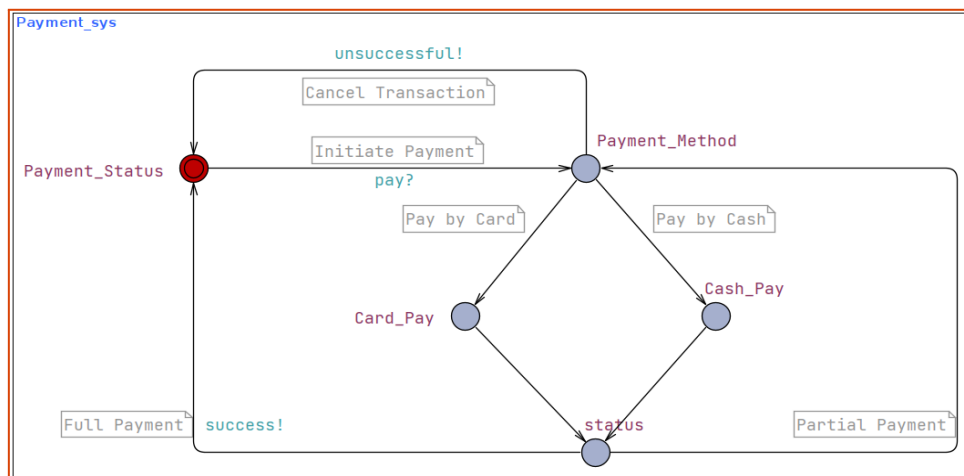 Payment_sys
unsuccessful!
Cancel Transaction
Payment_Method
Initiate Payment
Payment_Status
pay?
Pay by Card
Pay by Cash
Cash_Pay
Card_Pay
Full Payment
success!
status
Partial Payment